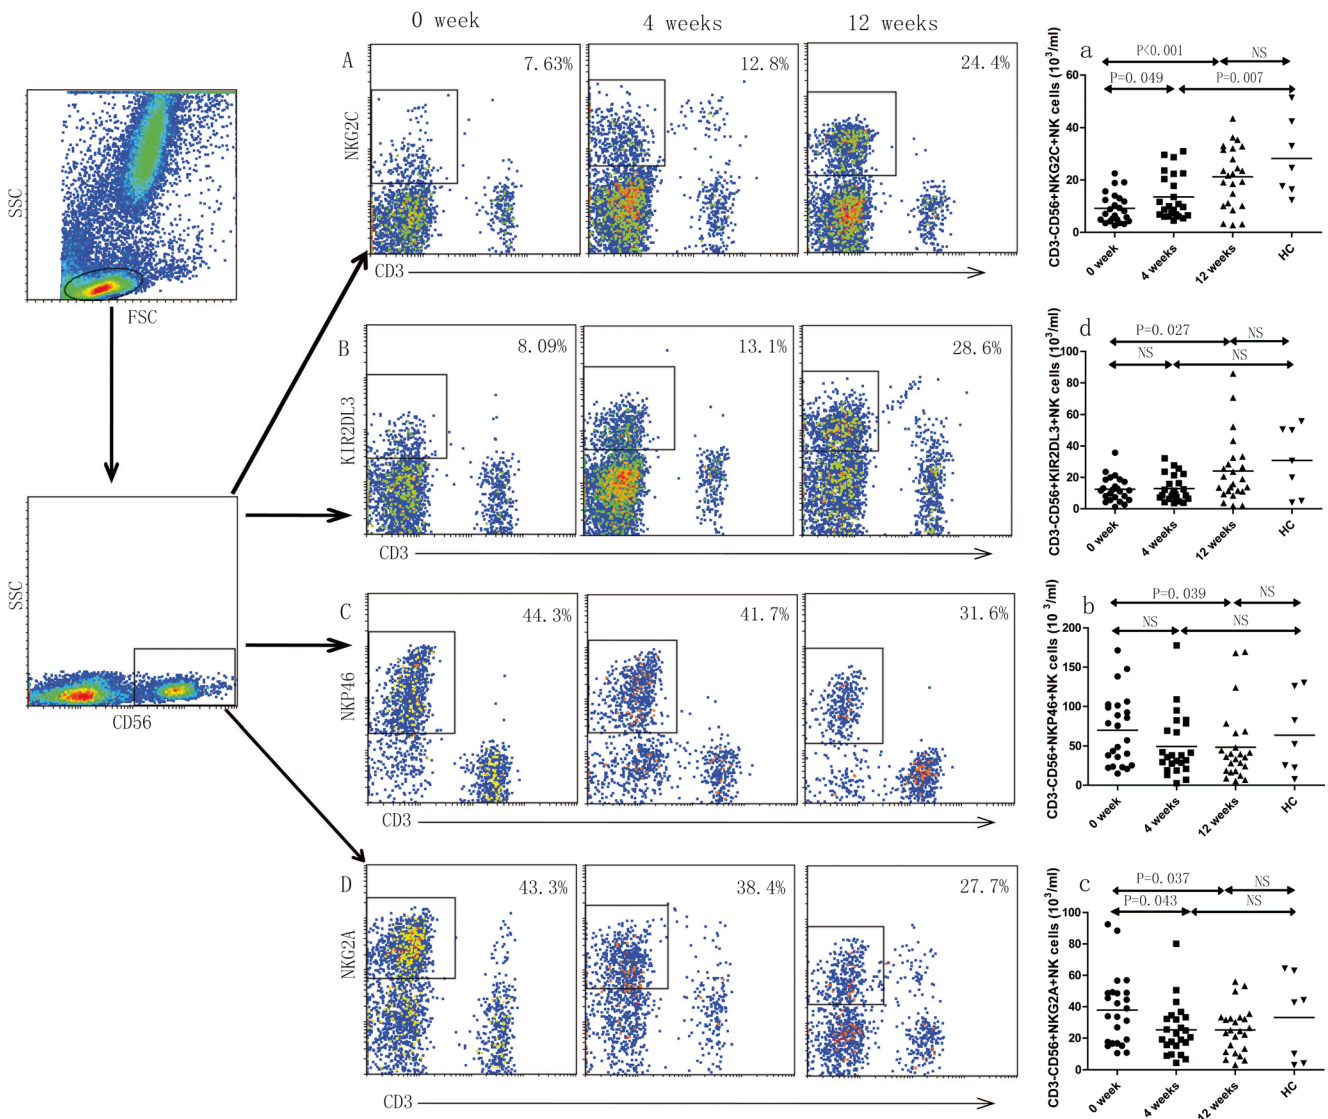 0 week 4 weeks 12 weeks
SSC
FSC
SSC
CD56
A
NKG2C
7.63% 12.8% 24.4%
CD3
B
KIR2DL3
8.09% 13.1% 28.6%
CD3
C
NKP46
44.3% 41.7% 31.6%
CD3
D
NKG2A
43.3% 38.4% 27.7%
CD3
a
P<0.001 NS
P=0.049 P=0.007
CD3-CD56+NKG2C+NK cells (10³/ml)
60
40
20
0
0 week 4 weeks 12 weeks HC
d
P=0.027 NS
NS NS
CD3-CD56+KIR2DL3+NK cells (10³/ml)
100
80
60
40
20
0
0 week 4 weeks 12 weeks HC
b
P=0.039 NS
NS NS
CD3-CD56+NKP46+NK cells (10³/ml)
200
150
100
50
0
0 week 4 weeks 12 weeks HC
c
P=0.037 NS
P=0.043 NS
CD3-CD56+NKG2A+NK cells (10³/ml)
100
80
60
40
20
0
0 week 4 weeks 12 weeks HC